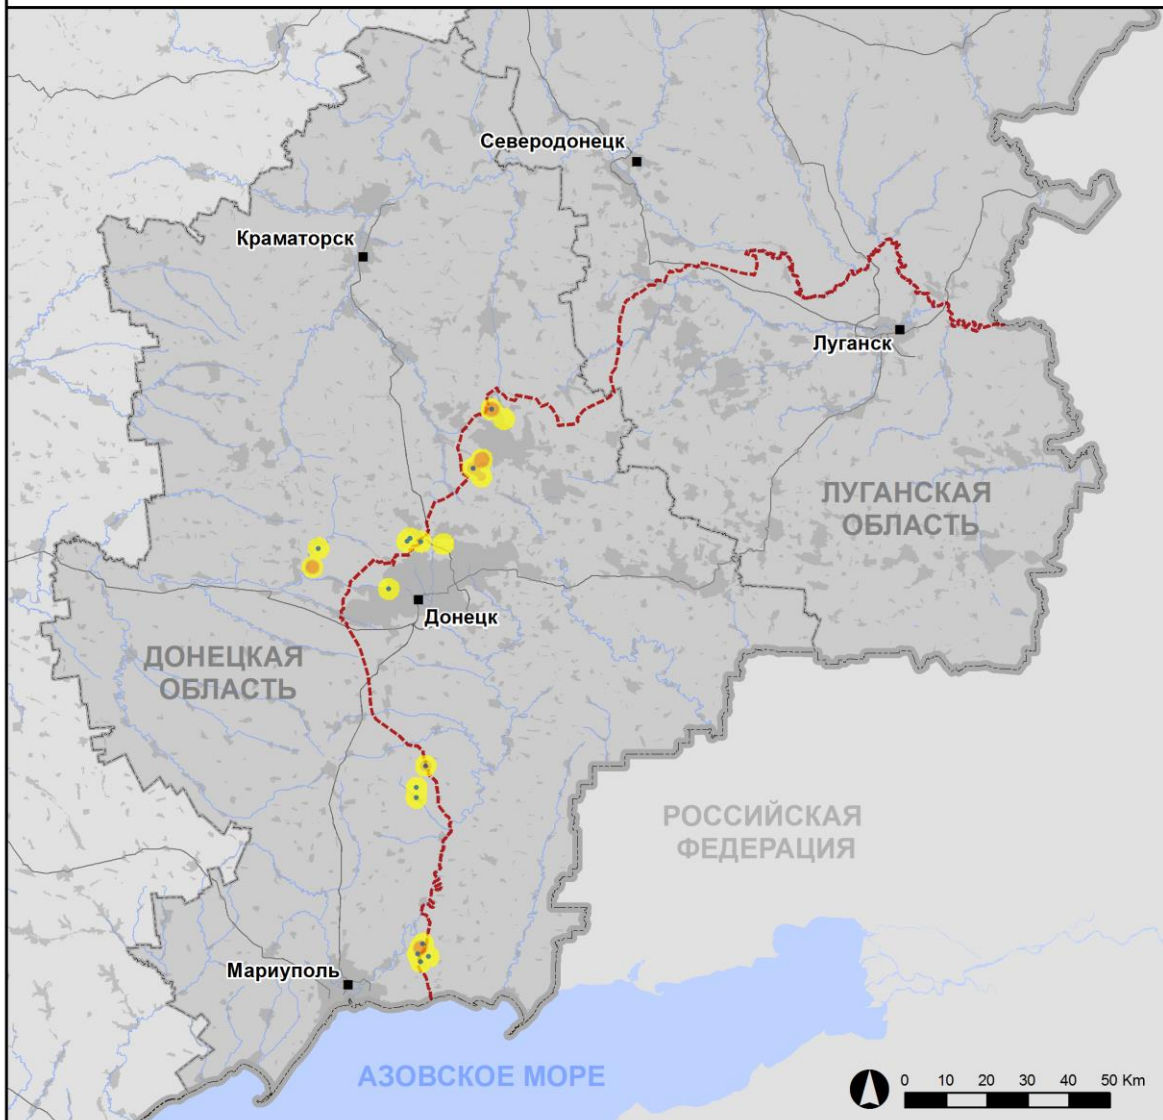 Северодонецк
Краматорск
Луганск
ЛУГАНСКАЯ
ОБЛАСТЬ
Донецк
ДОНЕЦКАЯ
ОБЛАСТЬ
РОССИЙСКАЯ
ФЕДЕРАЦИЯ
Мариуполь
АЗОВСКОЕ МОРЕ
0 10 20 30 40 50 Km